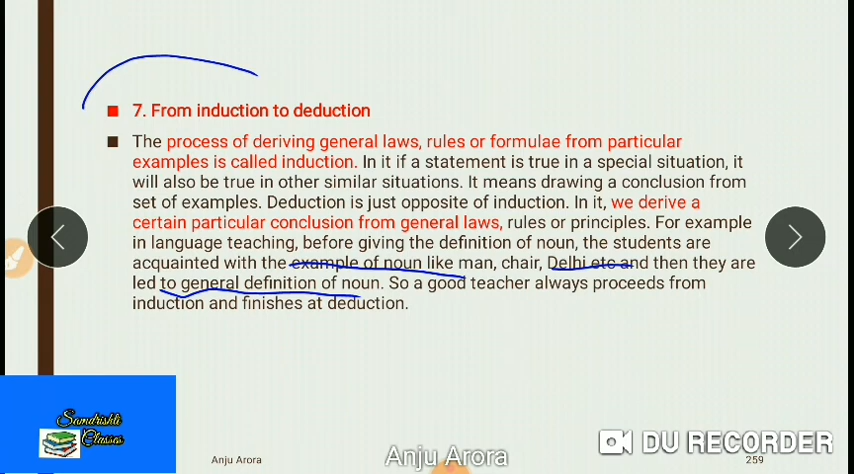 7. From induction to deduction
The process of deriving general laws, rules or formulae from particular
examples is called induction. In it if a statement is true in a special situation, it
will also be true in other similar situations. It means drawing a conclusion from
set of examples. Deduction is just opposite of induction. In it, we derive a
certain particular conclusion from general laws, rules or principles. For example
in language teaching, before giving the definition of noun, the students are
acquainted with the example of noun like man, chair, Delhi etc and then they are
led to general definition of noun. So a good teacher always proceeds from
induction and finishes at deduction.
Samdrishti
Classes
Anju Arora
Anju Arora
DU RECORDER
259